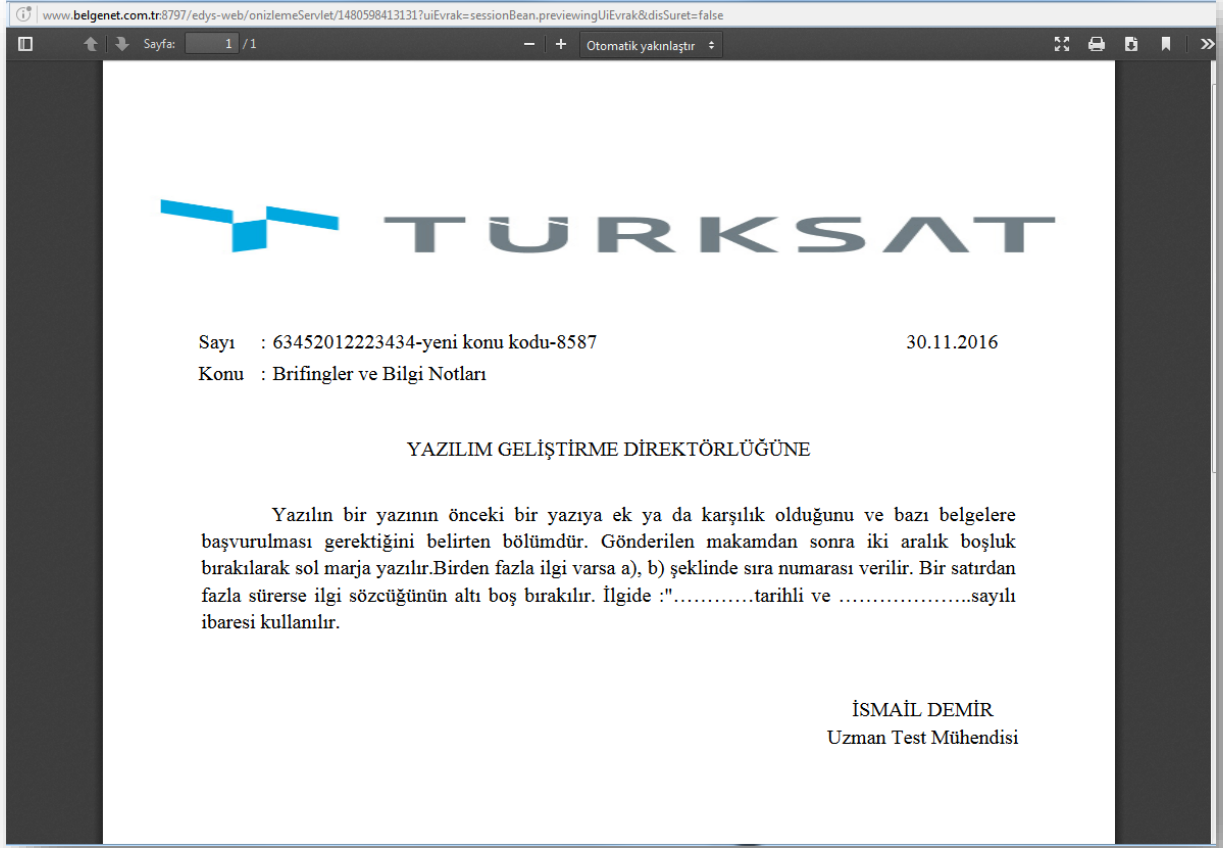 www.belgenet.com.tr:8797/edys-web/onizlemeServlet/1480598413131?uiEvrak=sessionBean.previewingUiEvrak&disSuret=false
Sayfa: 1 / 1 − + Otomatik yakınlaştır
TÜRKSAT
Sayı : 63452012223434-yeni konu kodu-8587 30.11.2016
Konu : Brifingler ve Bilgi Notları
YAZILIM GELİŞTİRME DİREKTÖRLÜĞÜNE
Yazılın bir yazının önceki bir yazıya ek ya da karşılık olduğunu ve bazı belgelere
başvurulması gerektiğini belirten bölümdür. Gönderilen makamdan sonra iki aralık boşluk
bırakılarak sol marja yazılır.Birden fazla ilgi varsa a), b) şeklinde sıra numarası verilir. Bir satırdan
fazla sürerse ilgi sözcüğünün altı boş bırakılır. İlgide :"…………tarihli ve ………………..sayılı
ibaresi kullanılır.
İSMAİL DEMİR
Uzman Test Mühendisi